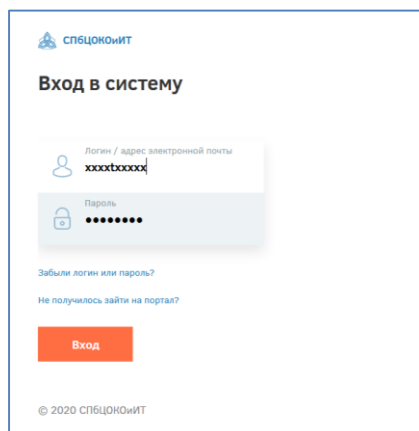 СПбЦОКОиИТ
Вход в систему
Логин / адрес электронной почты
xxxxtxxxxx
Пароль
●●●●●●●●
Забыли логин или пароль?
Не получилось зайти на портал?
Вход
© 2020 СПбЦОКОиИТ